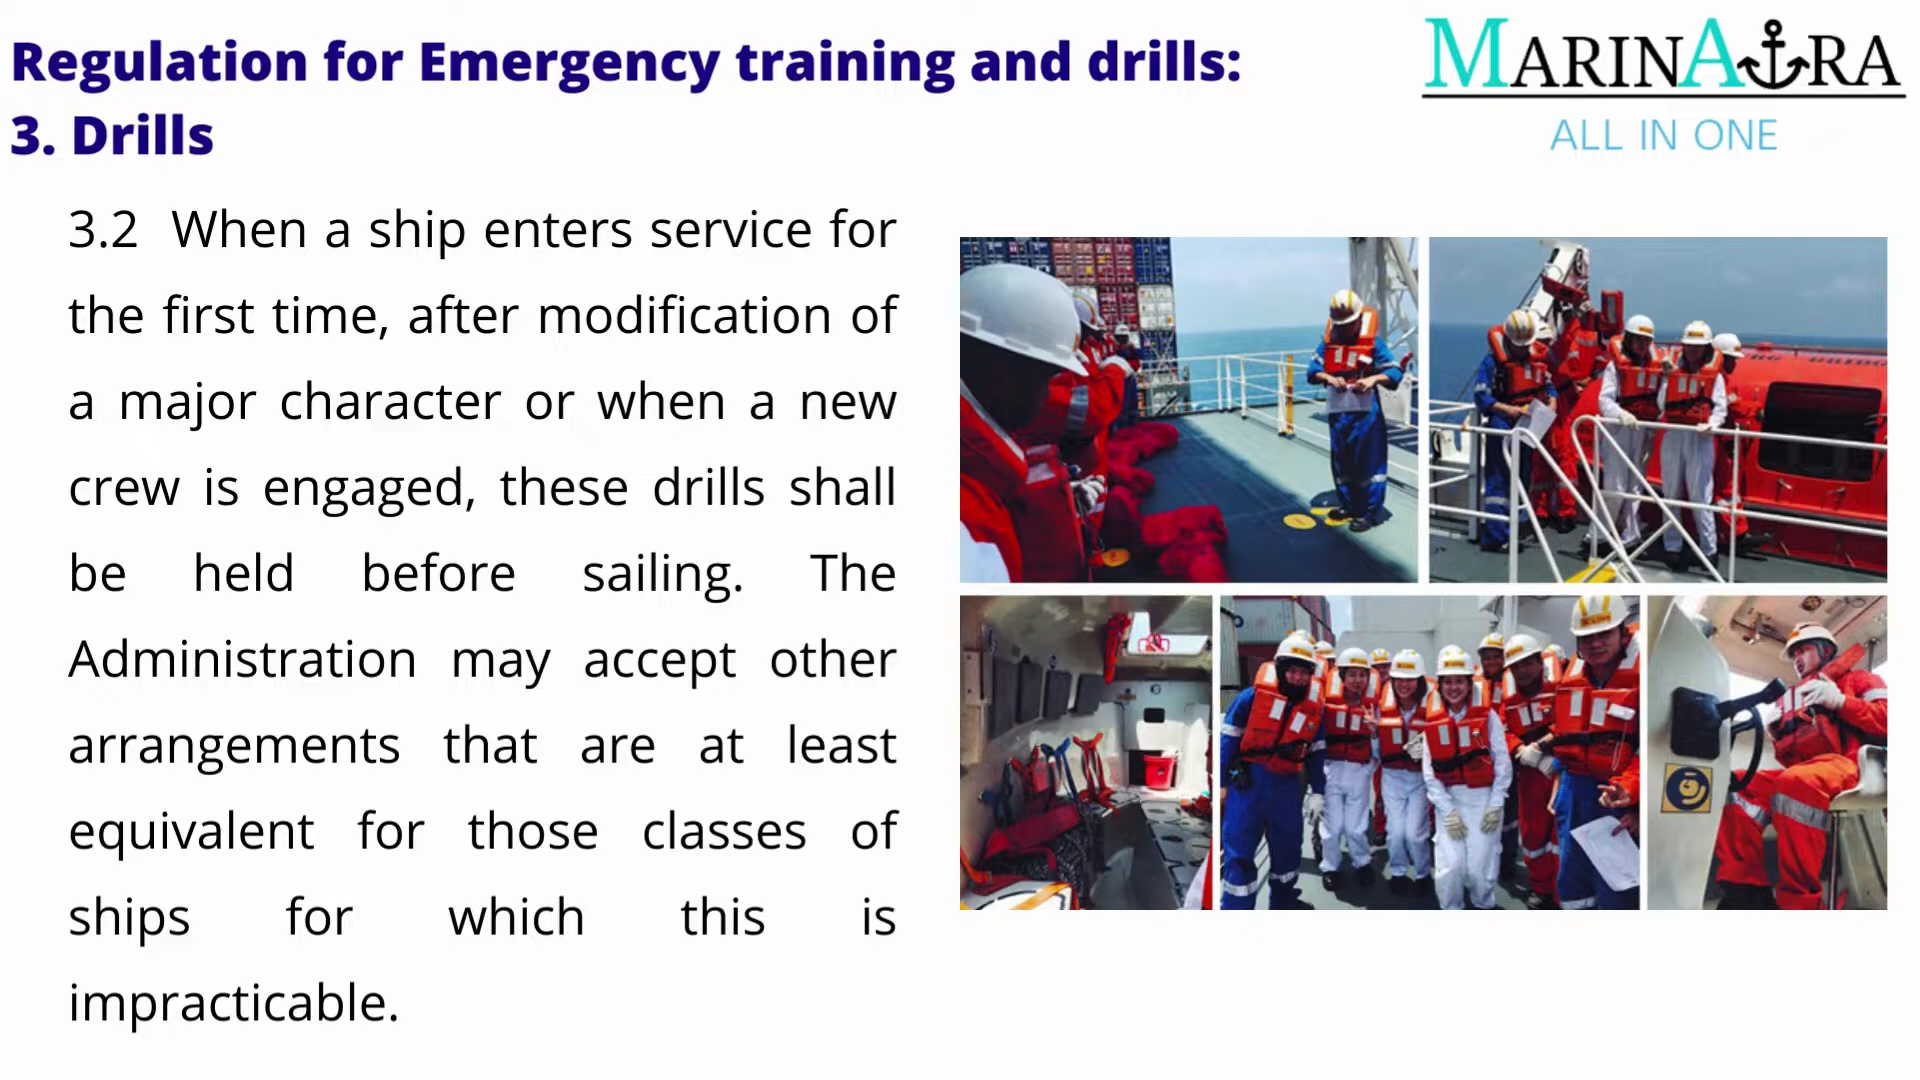 Regulation for Emergency training and drills:
3. Drills
MARINAURA
ALL IN ONE
3.2 When a ship enters service for
the first time, after modification of
a major character or when a new
crew is engaged, these drills shall
be held before sailing. The
Administration may accept other
arrangements that are at least
equivalent for those classes of
ships for which this is
impracticable.